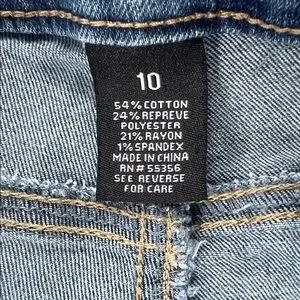 10
54% COTTON
24% REPREVE
POLYESTER
21% RAYON
1% SPANDEX
MADE IN CHINA
RN# 55356
SEE REVERSE
FOR CARE